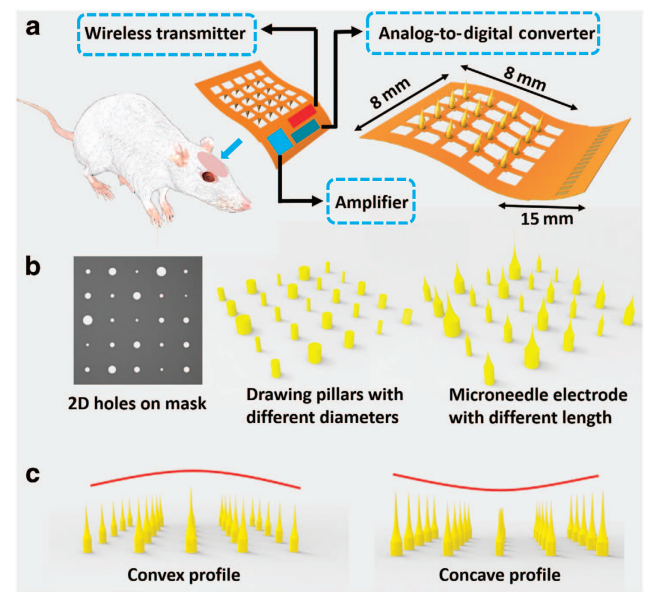 a
Wireless transmitter
Analog-to-digital converter
8 mm
8 mm
Amplifier
15 mm
b
2D holes on mask
Drawing pillars with
different diameters
Microneedle electrode
with different length
c
Convex profile
Concave profile